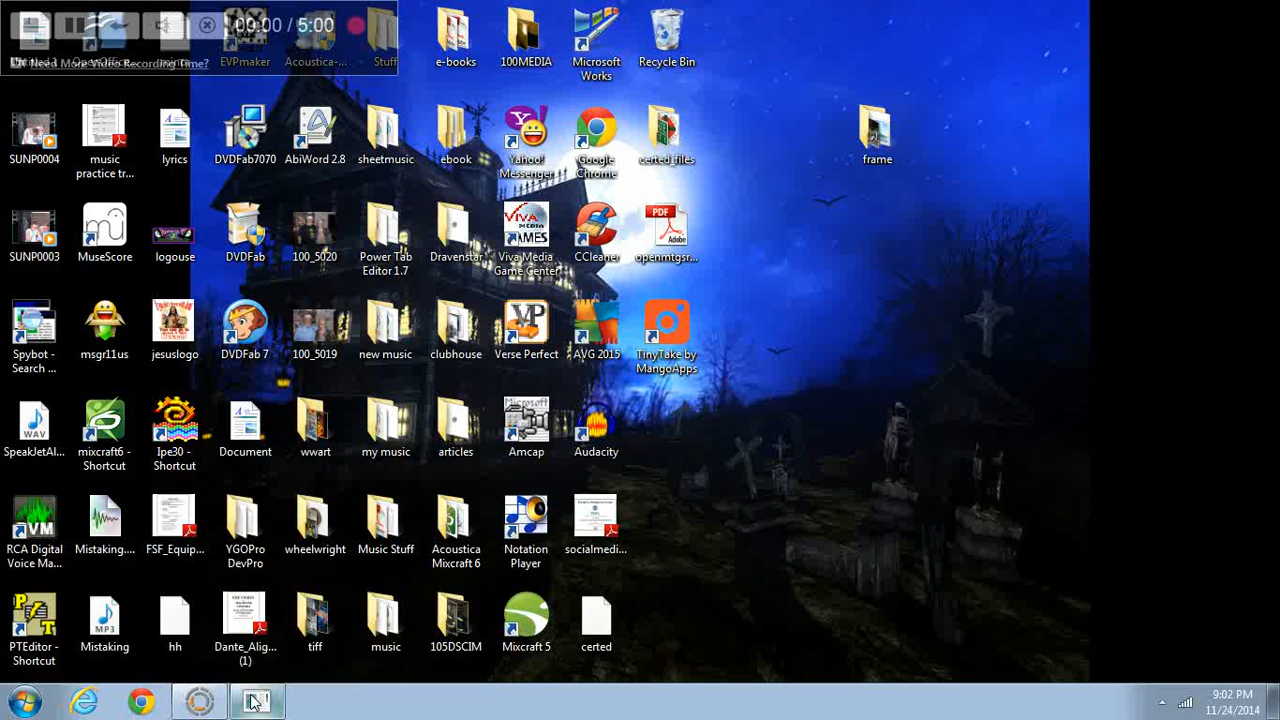 00:00 / 5:00
Need More Video Recording Time?
EVPmaker
Acoustica-...
Stuff
e-books
100MEDIA
Microsoft
Works
Recycle Bin
SUNP0004
music
practice tr...
lyrics
DVDFab7070
AbiWord 2.8
sheetmusic
ebook
Yahoo!
Messenger
Google
Chrome
certed_files
frame
SUNP0003
MuseScore
logouse
DVDFab
100_5020
Power Tab
Editor 1.7
Dravenstar
Viva Media
Game Center
CCleaner
PDF
Adobe
openmtgsr...
Spybot -
Search ...
msgr11us
jesuslogo
DVDFab 7
100_5019
new music
clubhouse
Verse Perfect
AVG 2015
TinyTake by
MangoApps
WAV
SpeakJetAl...
mixcraft6 -
Shortcut
Ipe30 -
Shortcut
Document
wwart
my music
articles
Microsoft
Amcap
Audacity
VM
RCA Digital
Voice Ma...
Mistaking....
FSF_Equip...
YGOPro
DevPro
wheelwright
Music Stuff
Acoustica
Mixcraft 6
Notation
Player
socialmedi...
PTEditor -
Shortcut
MP3
Mistaking
hh
Dante_Alig...
(1)
tiff
music
105DSCIM
Mixcraft 5
certed
9:02 PM
11/24/2014